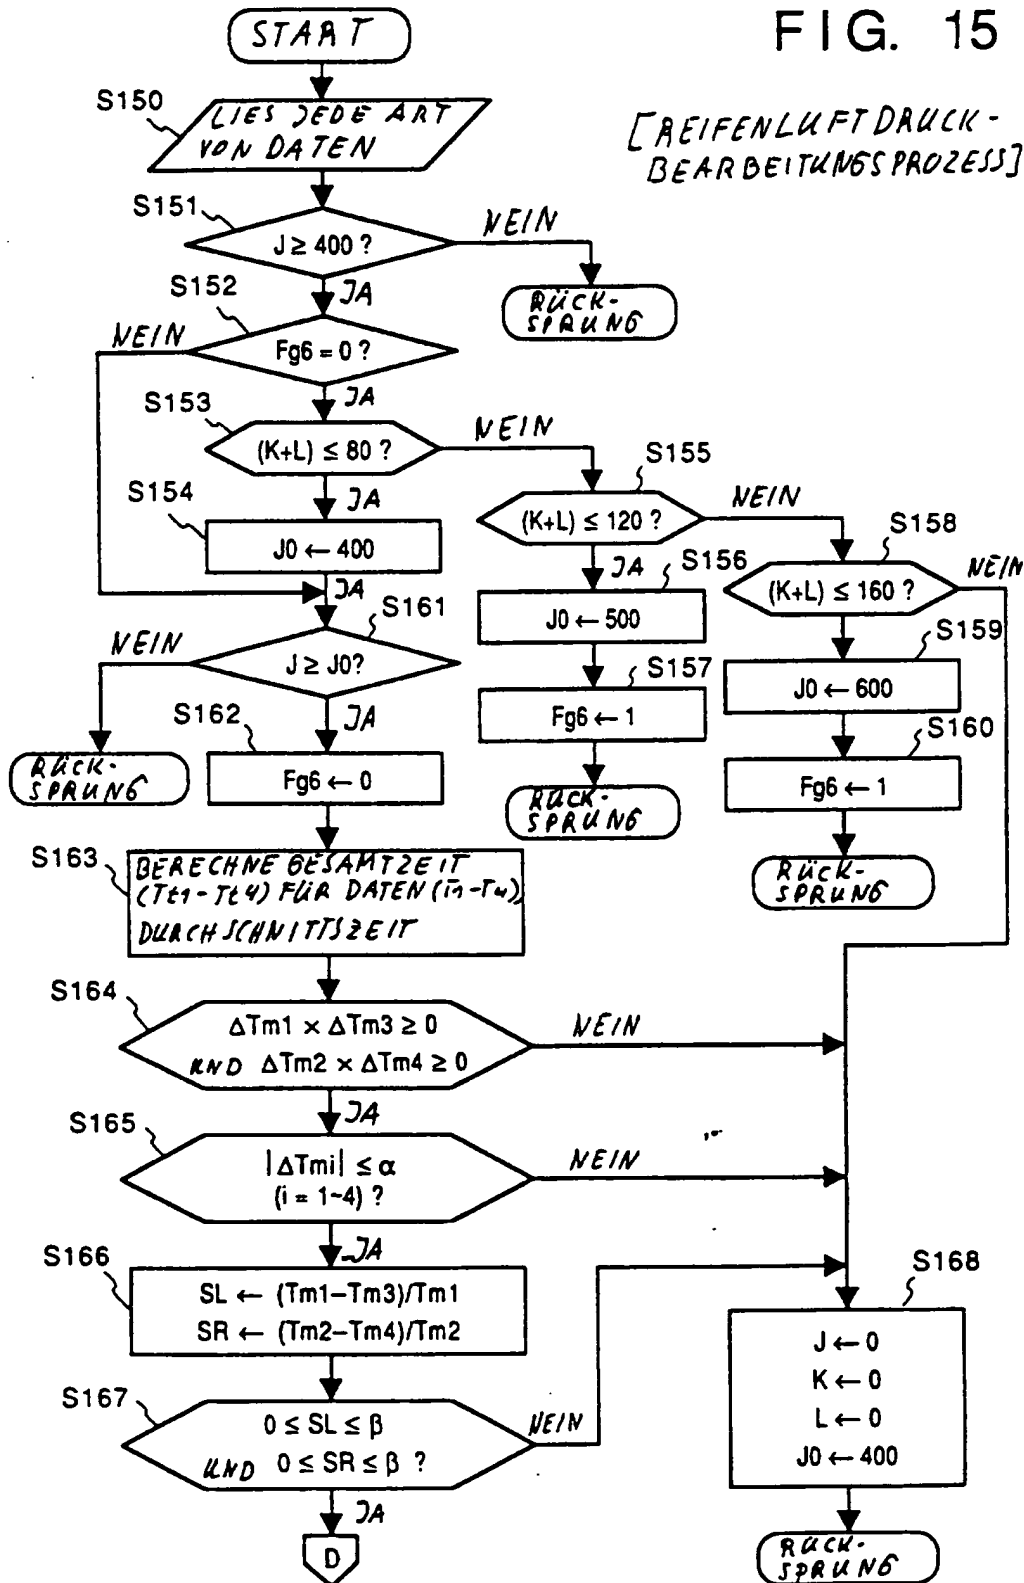 FIG. 15
START
[REIFENLUFTDRUCK-
BEARBEITUNGSPROZESS]
S150
LIES JEDE ART
VON DATEN
S151
J ≥ 400 ?
NEIN
JA
RÜCK-
SPRUNG
S152
Fg6 = 0 ?
NEIN
JA
S153
(K+L) ≤ 80 ?
NEIN
JA
S154
J0 ← 400
JA
S155
(K+L) ≤ 120 ?
NEIN
JA
S156
J0 ← 500
S157
Fg6 ← 1
RÜCK-
SPRUNG
S158
(K+L) ≤ 160 ?
NEIN
S159
J0 ← 600
S160
Fg6 ← 1
RÜCK-
SPRUNG
S161
J ≥ J0?
NEIN
JA
RÜCK-
SPRUNG
S162
Fg6 ← 0
S163
BERECHNE GESAMTZEIT
(Tt1-Tt4) FÜR DATEN (T1-T4),
DURCHSCHNITTSZEIT
S164
ΔTm1 × ΔTm3 ≥ 0
UND ΔTm2 × ΔTm4 ≥ 0
NEIN
JA
S165
|ΔTmi| ≤ α
(i = 1~4) ?
NEIN
JA
S166
SL ← (Tm1−Tm3)/Tm1
SR ← (Tm2−Tm4)/Tm2
S167
0 ≤ SL ≤ β
UND 0 ≤ SR ≤ β ?
NEIN
JA
D
S168
J ← 0
K ← 0
L ← 0
J0 ← 400
RÜCK-
SPRUNG